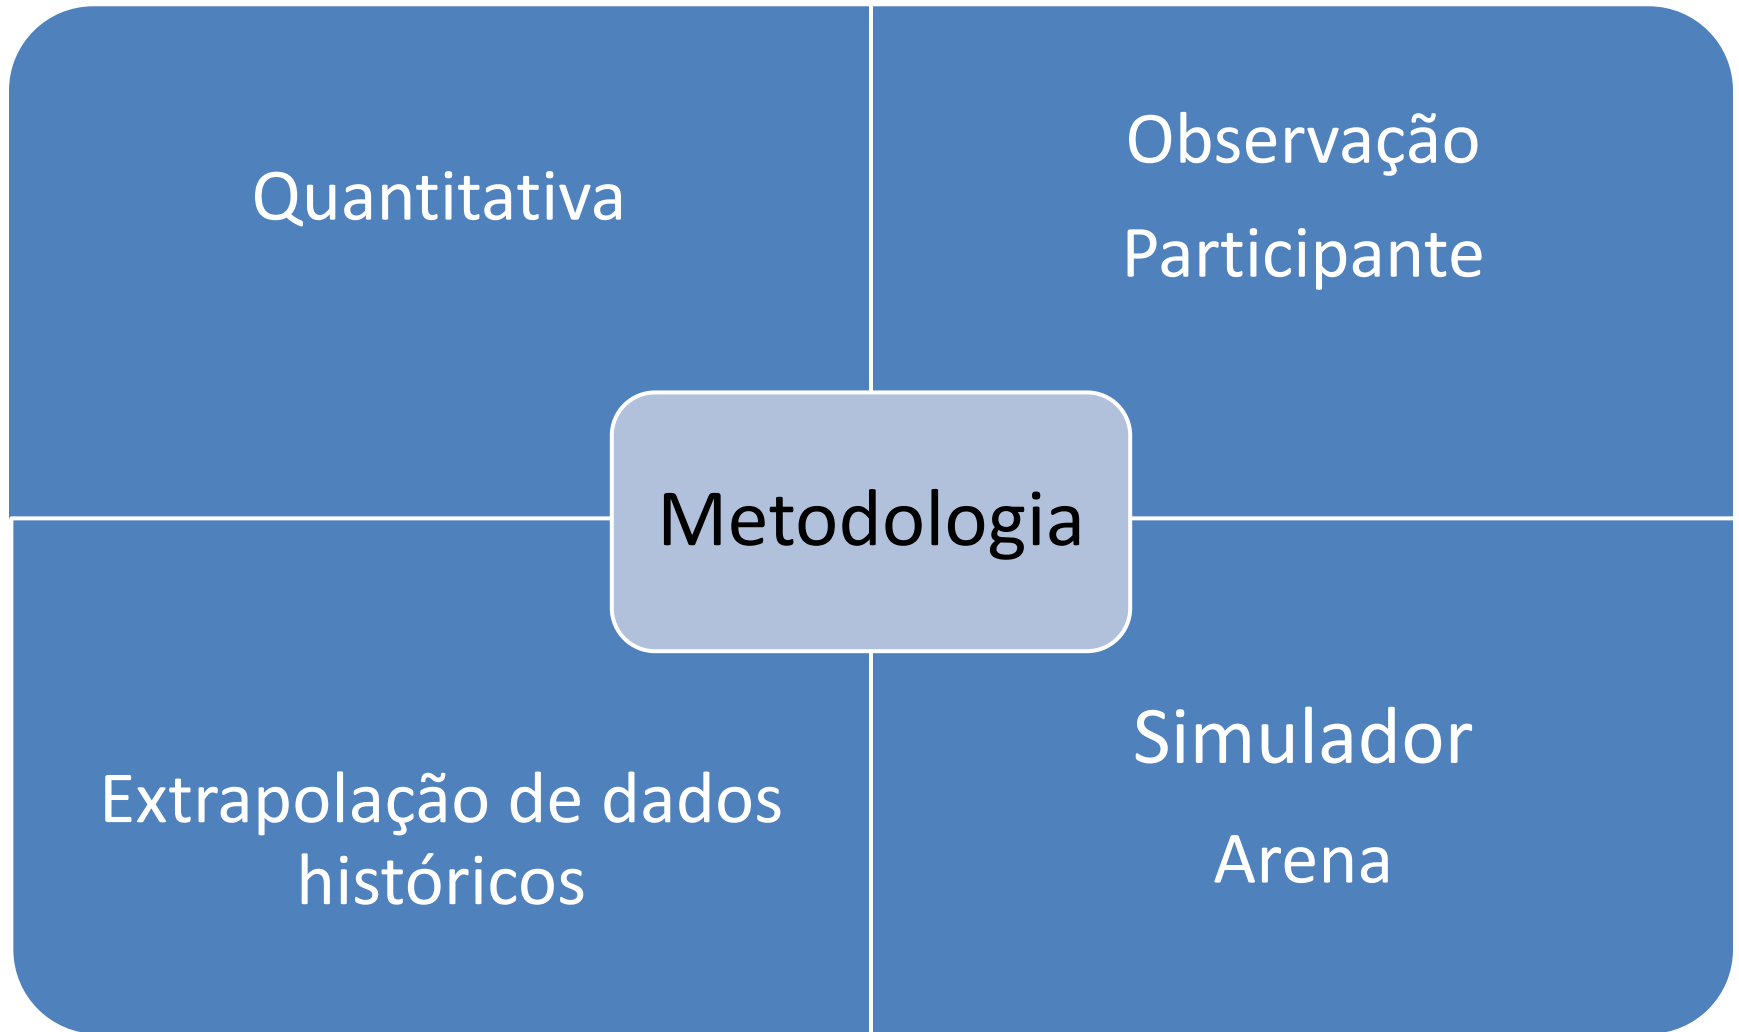 Quantitativa
Observação
Participante
Metodologia
Extrapolação de dados
históricos
Simulador
Arena